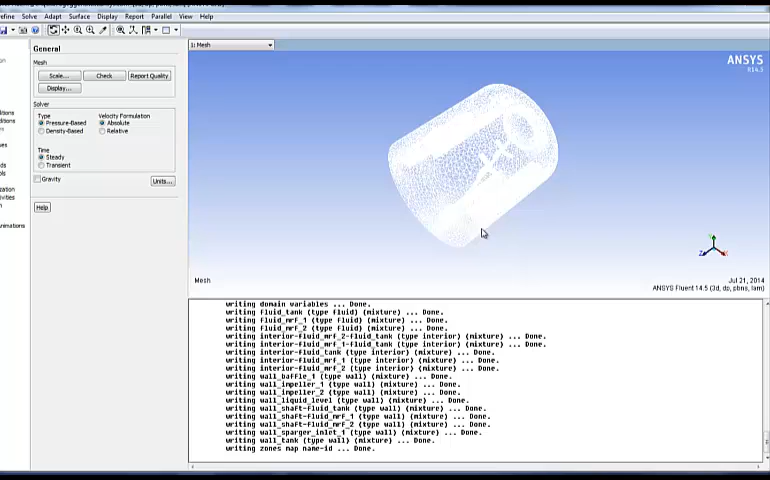 efine Solve Adapt Surface Display Report Parallel View Help
General
1: Mesh
Mesh
Scale... Check Report Quality
Display...
Solver
Type Velocity Formulation
Pressure-Based Absolute
Density-Based Relative
Time
Steady
Transient
Gravity Units...
Help
ANSYS
R14.5
Mesh
Jul 21, 2014
ANSYS Fluent 14.5 (3d, dp, pbns, lam)
writing domain variables ... Done.
writing fluid_tank (type fluid) (mixture) ... Done.
writing fluid_mrf_1 (type fluid) (mixture) ... Done.
writing fluid_mrf_2 (type fluid) (mixture) ... Done.
writing interior-fluid_mrf_2-fluid_tank (type interior) (mixture) ... Done.
writing interior-fluid_mrf_1-fluid_tank (type interior) (mixture) ... Done.
writing interior-fluid_tank (type interior) (mixture) ... Done.
writing interior-fluid_mrf_1 (type interior) (mixture) ... Done.
writing interior-fluid_mrf_2 (type interior) (mixture) ... Done.
writing wall_baffle_1 (type wall) (mixture) ... Done.
writing wall_impeller_1 (type wall) (mixture) ... Done.
writing wall_impeller_2 (type wall) (mixture) ... Done.
writing wall_liquid_level (type wall) (mixture) ... Done.
writing wall_shaft-fluid_tank (type wall) (mixture) ... Done.
writing wall_shaft-fluid_mrf_1 (type wall) (mixture) ... Done.
writing wall_shaft-fluid_mrf_2 (type wall) (mixture) ... Done.
writing wall_sparger_inlet_1 (type wall) (mixture) ... Done.
writing wall_tank (type wall) (mixture) ... Done.
writing zones map name-id ... Done.